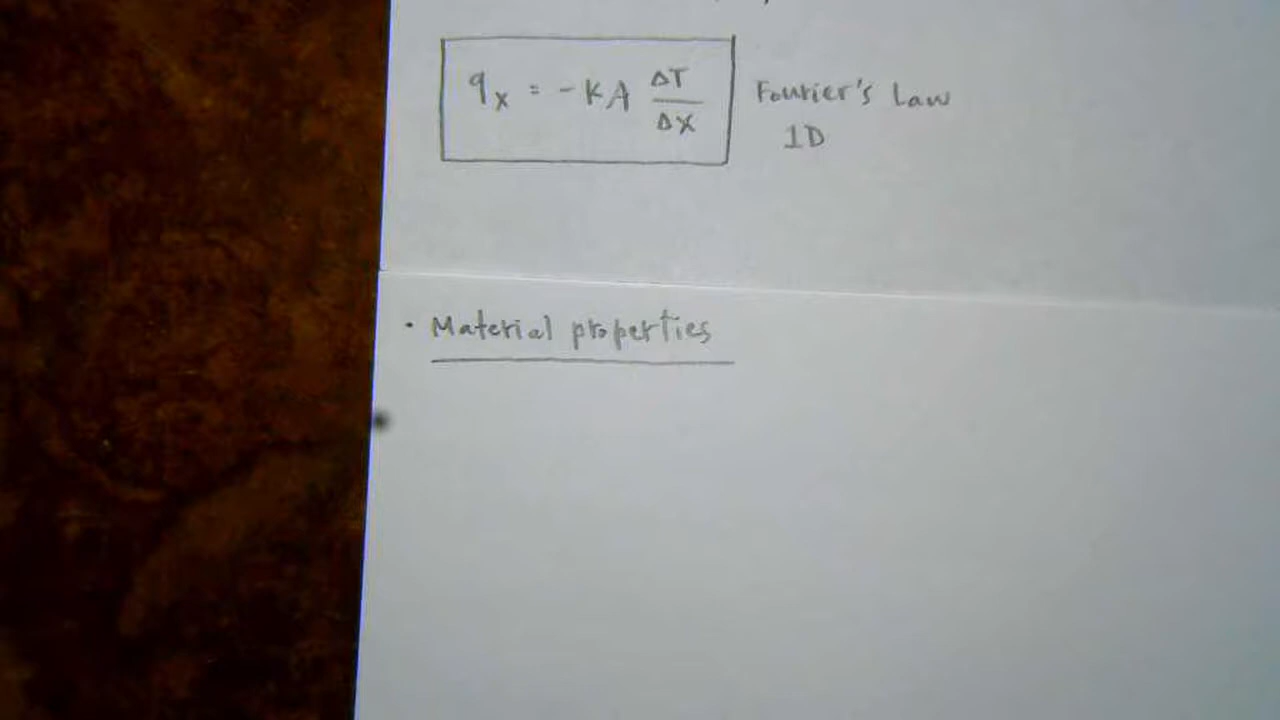 qx = -KA ΔT/Δx
Fourier's Law
1D
• Material properties